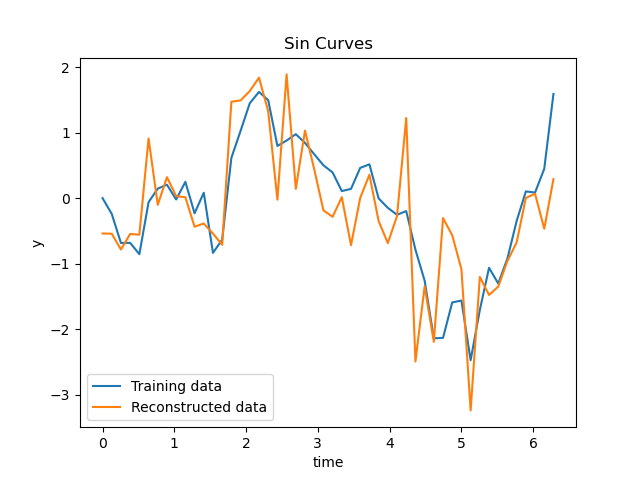 Sin Curves
2
1
0
−1
−2
−3
y
Training data
Reconstructed data
0 1 2 3 4 5 6
time